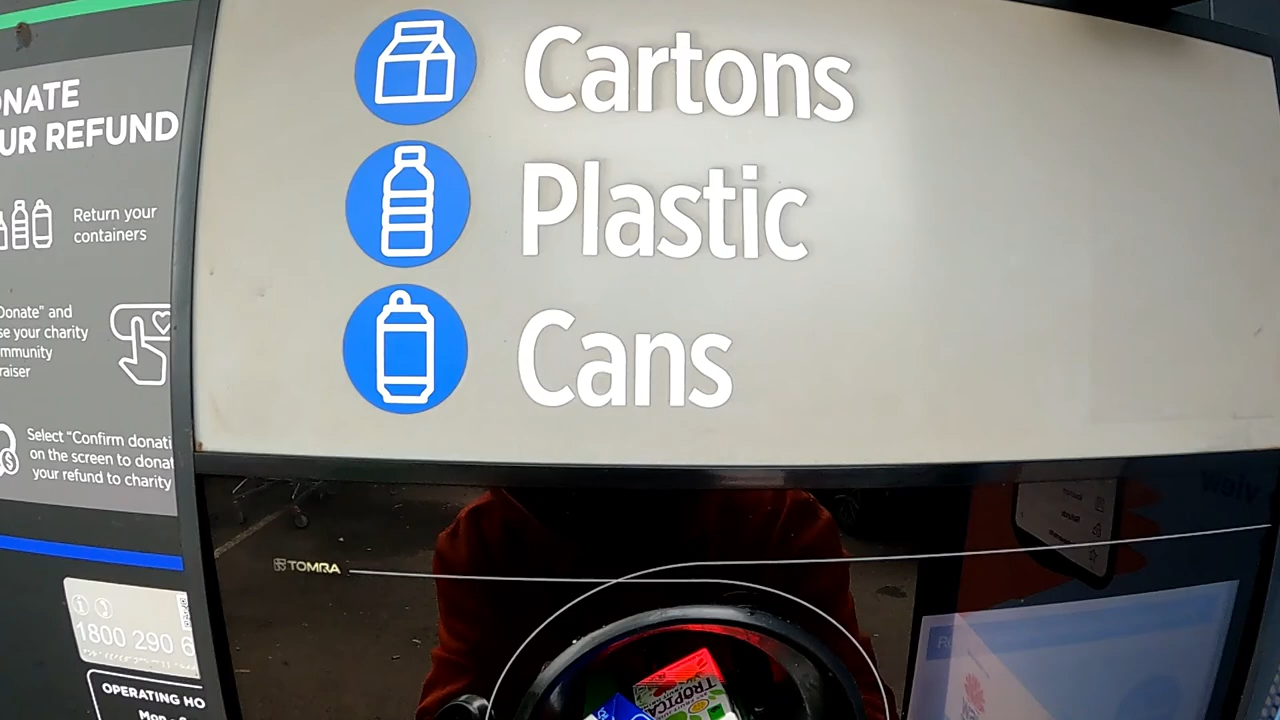 Cartons
Plastic
Cans
ONATE
UR REFUND
Return your
containers
Donate" and
se your charity
mmunity
raiser
Select "Confirm donati
on the screen to donat
your refund to charity
TOMRA
1800 290 6
OPERATING HO
TROPICA